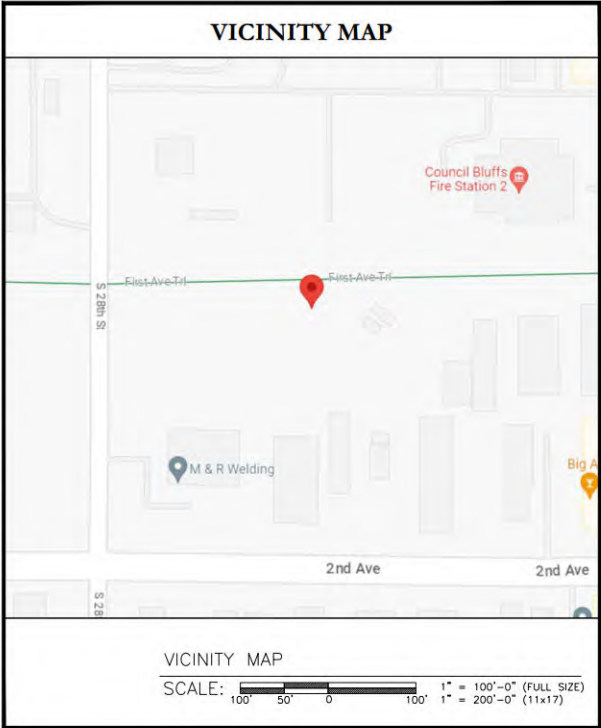 VICINITY MAP
Council Bluffs
Fire Station 2
First Ave Trl
First Ave Trl
S 28th St
M & R Welding
Big A
2nd Ave
2nd Ave
S 28
VICINITY MAP
SCALE:
100' 50' 0 100'
1" = 100'-0" (FULL SIZE)
1" = 200'-0" (11x17)